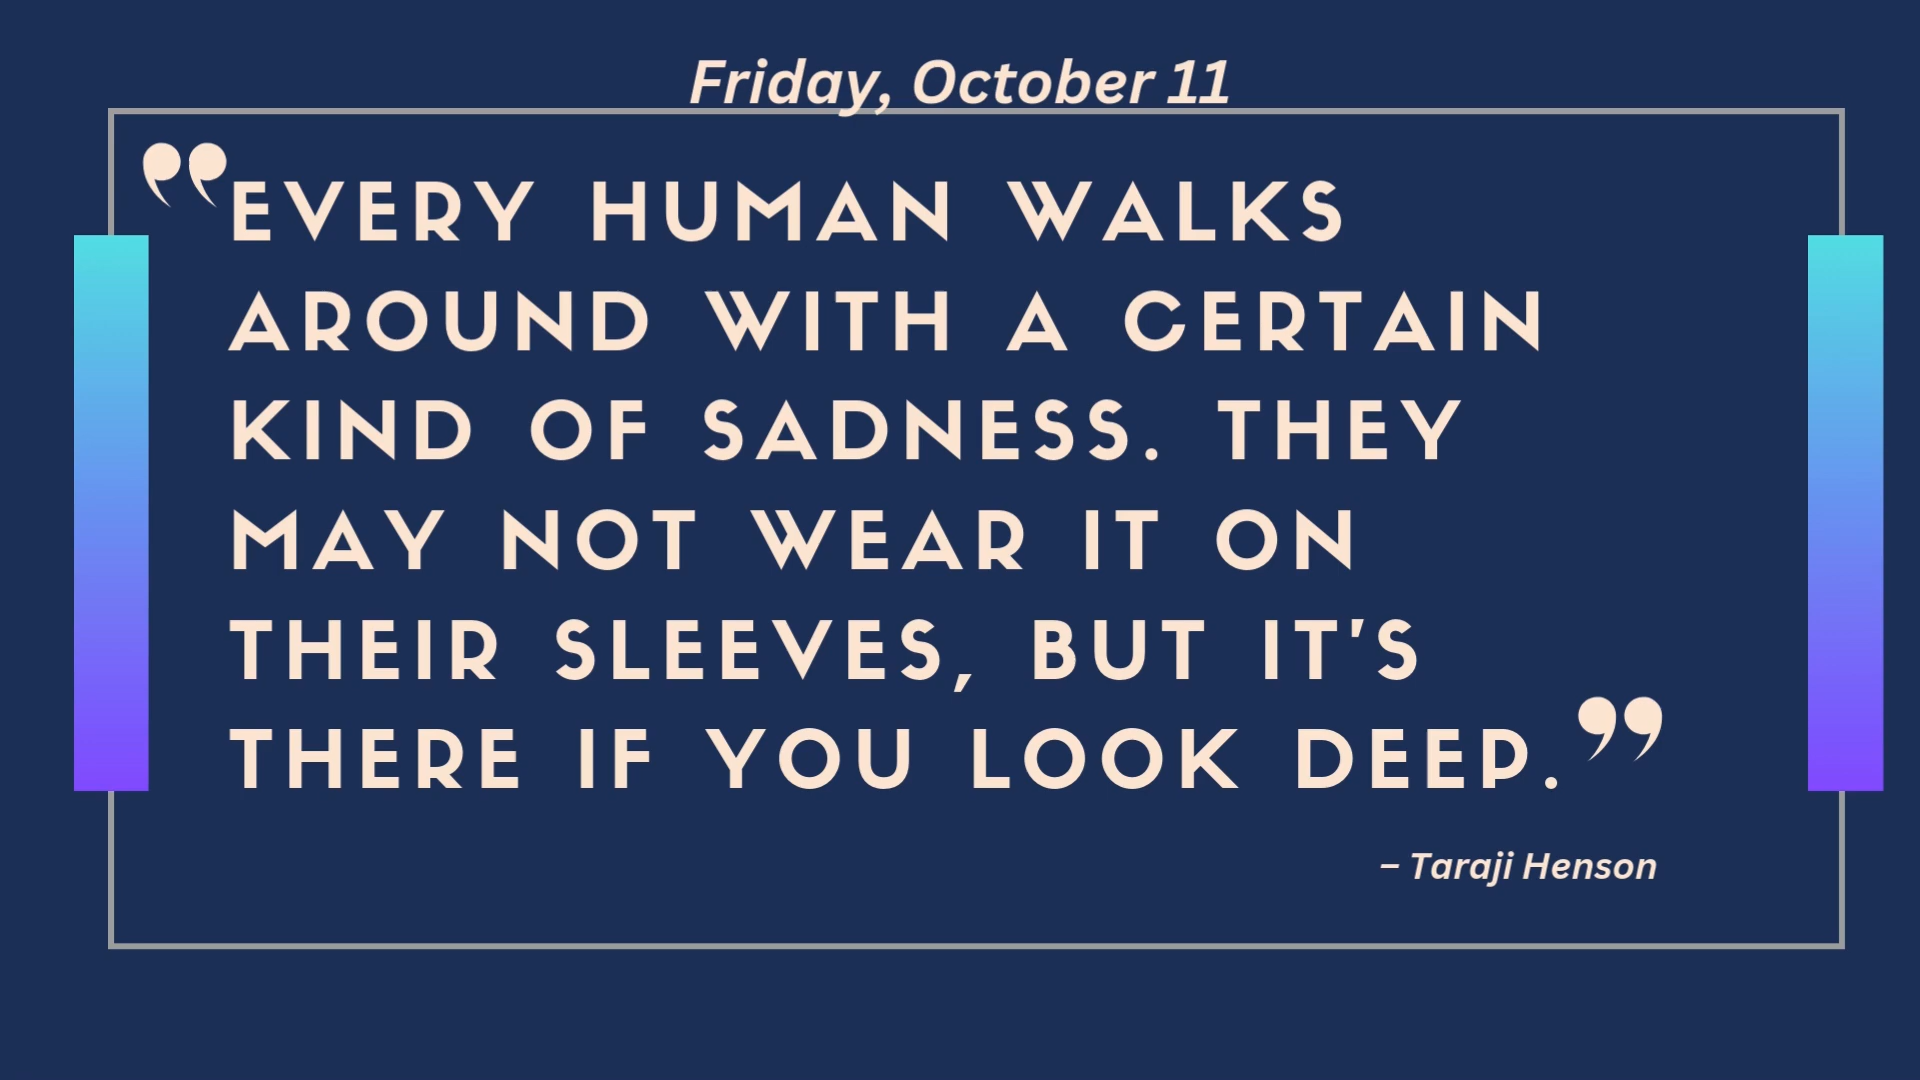 Friday, October 11
"EVERY HUMAN WALKS
AROUND WITH A CERTAIN
KIND OF SADNESS. THEY
MAY NOT WEAR IT ON
THEIR SLEEVES, BUT IT'S
THERE IF YOU LOOK DEEP."
– Taraji Henson